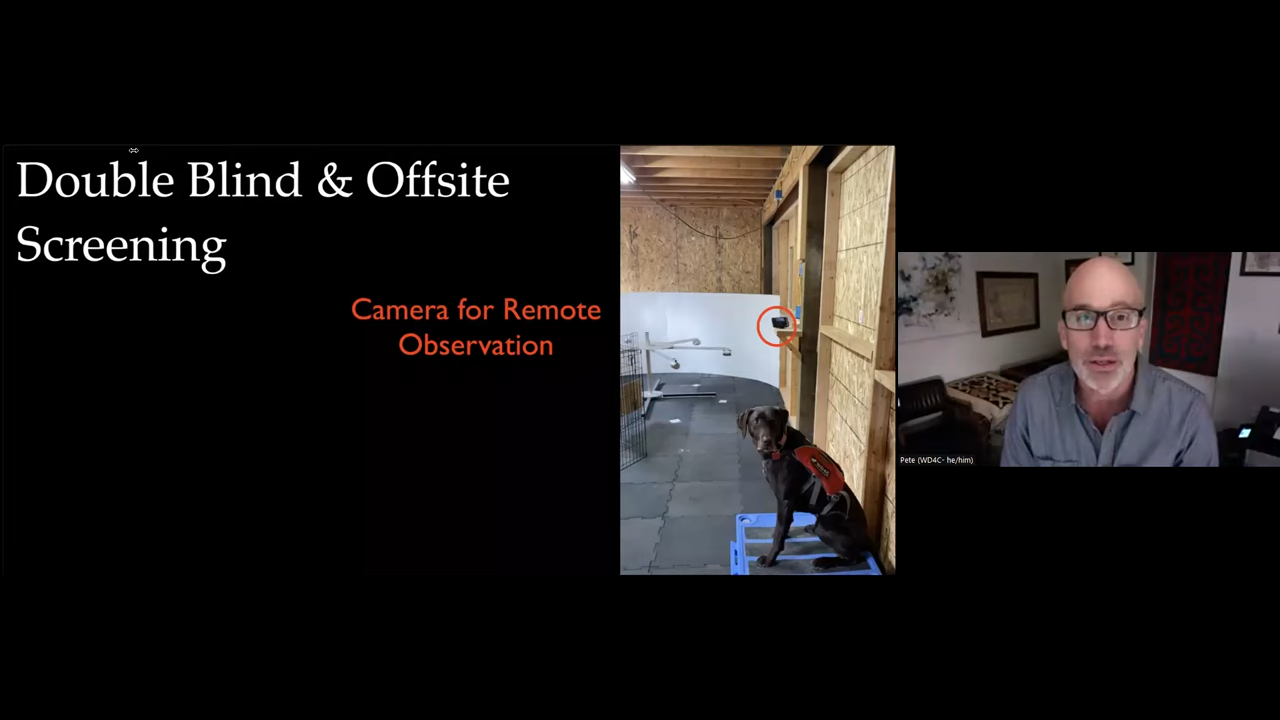 Double Blind & Offsite
Screening
Camera for Remote
Observation
Pete (WD4C- he/him)